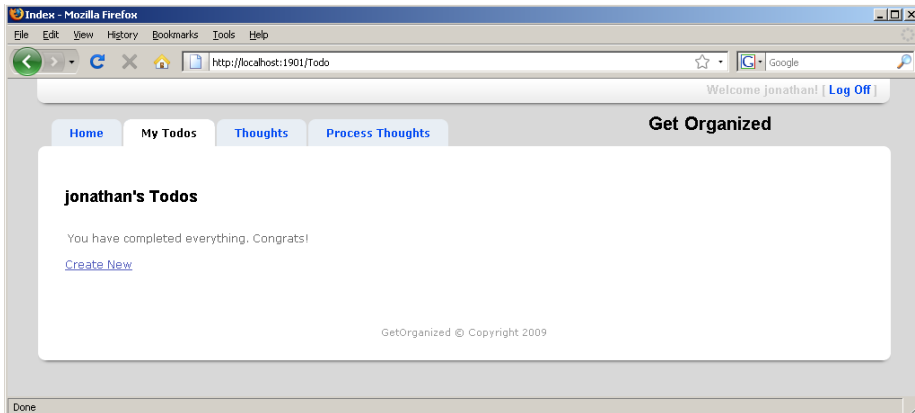 Index - Mozilla Firefox
File Edit View History Bookmarks Tools Help
http://localhost:1901/Todo
G Google
Welcome jonathan! [ Log Off ]
Home My Todos Thoughts Process Thoughts
Get Organized
jonathan's Todos
You have completed everything. Congrats!
Create New
GetOrganized © Copyright 2009
Done